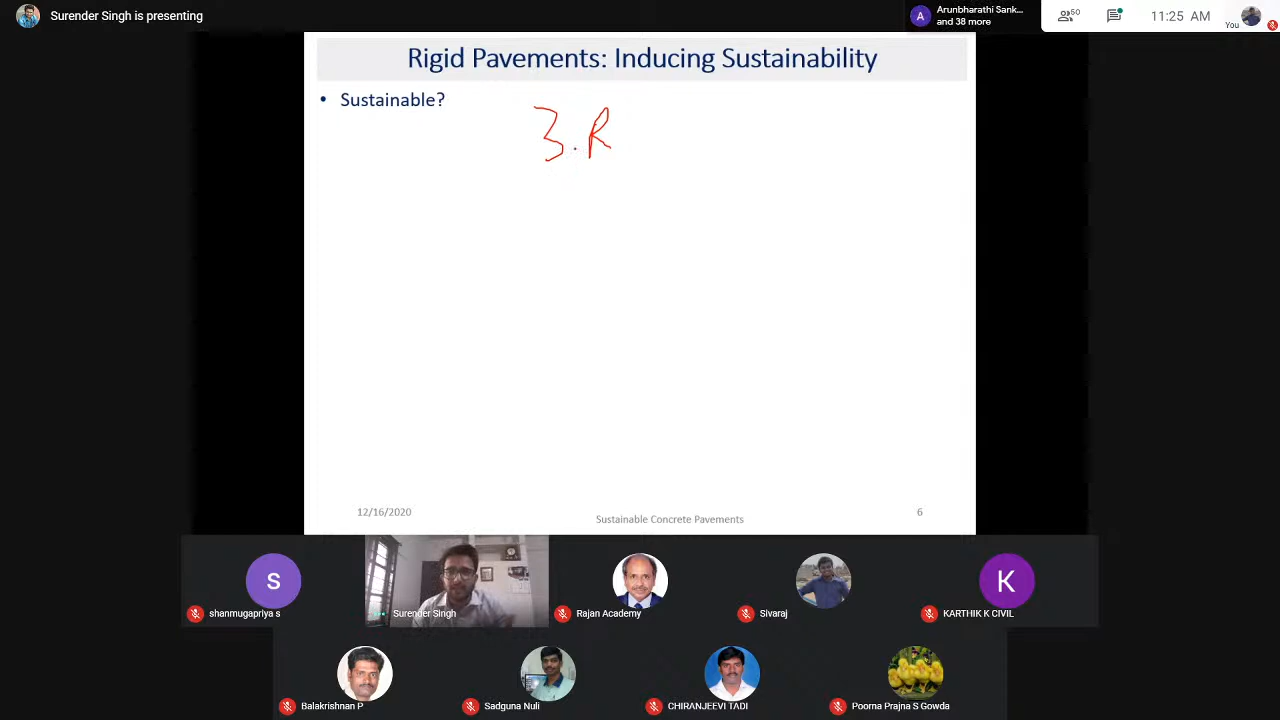 Surender Singh is presenting
A
Arunbharathi Sank...
and 38 more
50
11:25 AM
You
Rigid Pavements: Inducing Sustainability
• Sustainable?
3.R
12/16/2020
Sustainable Concrete Pavements
6
s
shanmugapriya s
Surender Singh
Rajan Academy
Sivaraj
K
KARTHIK K CIVIL
Balakrishnan P
Sadguna Nuli
CHIRANJEEVI TADI
Poorna Prajna S Gowda